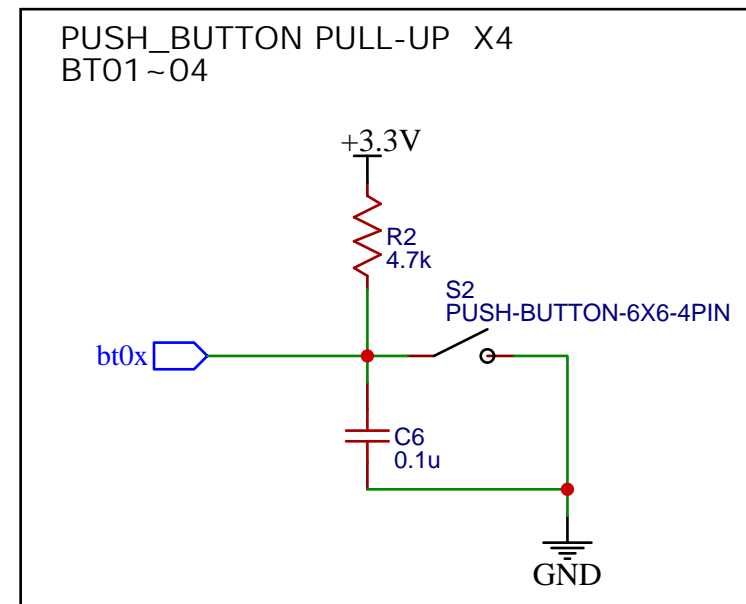 PUSH_BUTTON PULL-UP X4
BT01~04
+3.3V
R2
4.7k
S2
PUSH-BUTTON-6X6-4PIN
bt0x
C6
0.1u
GND